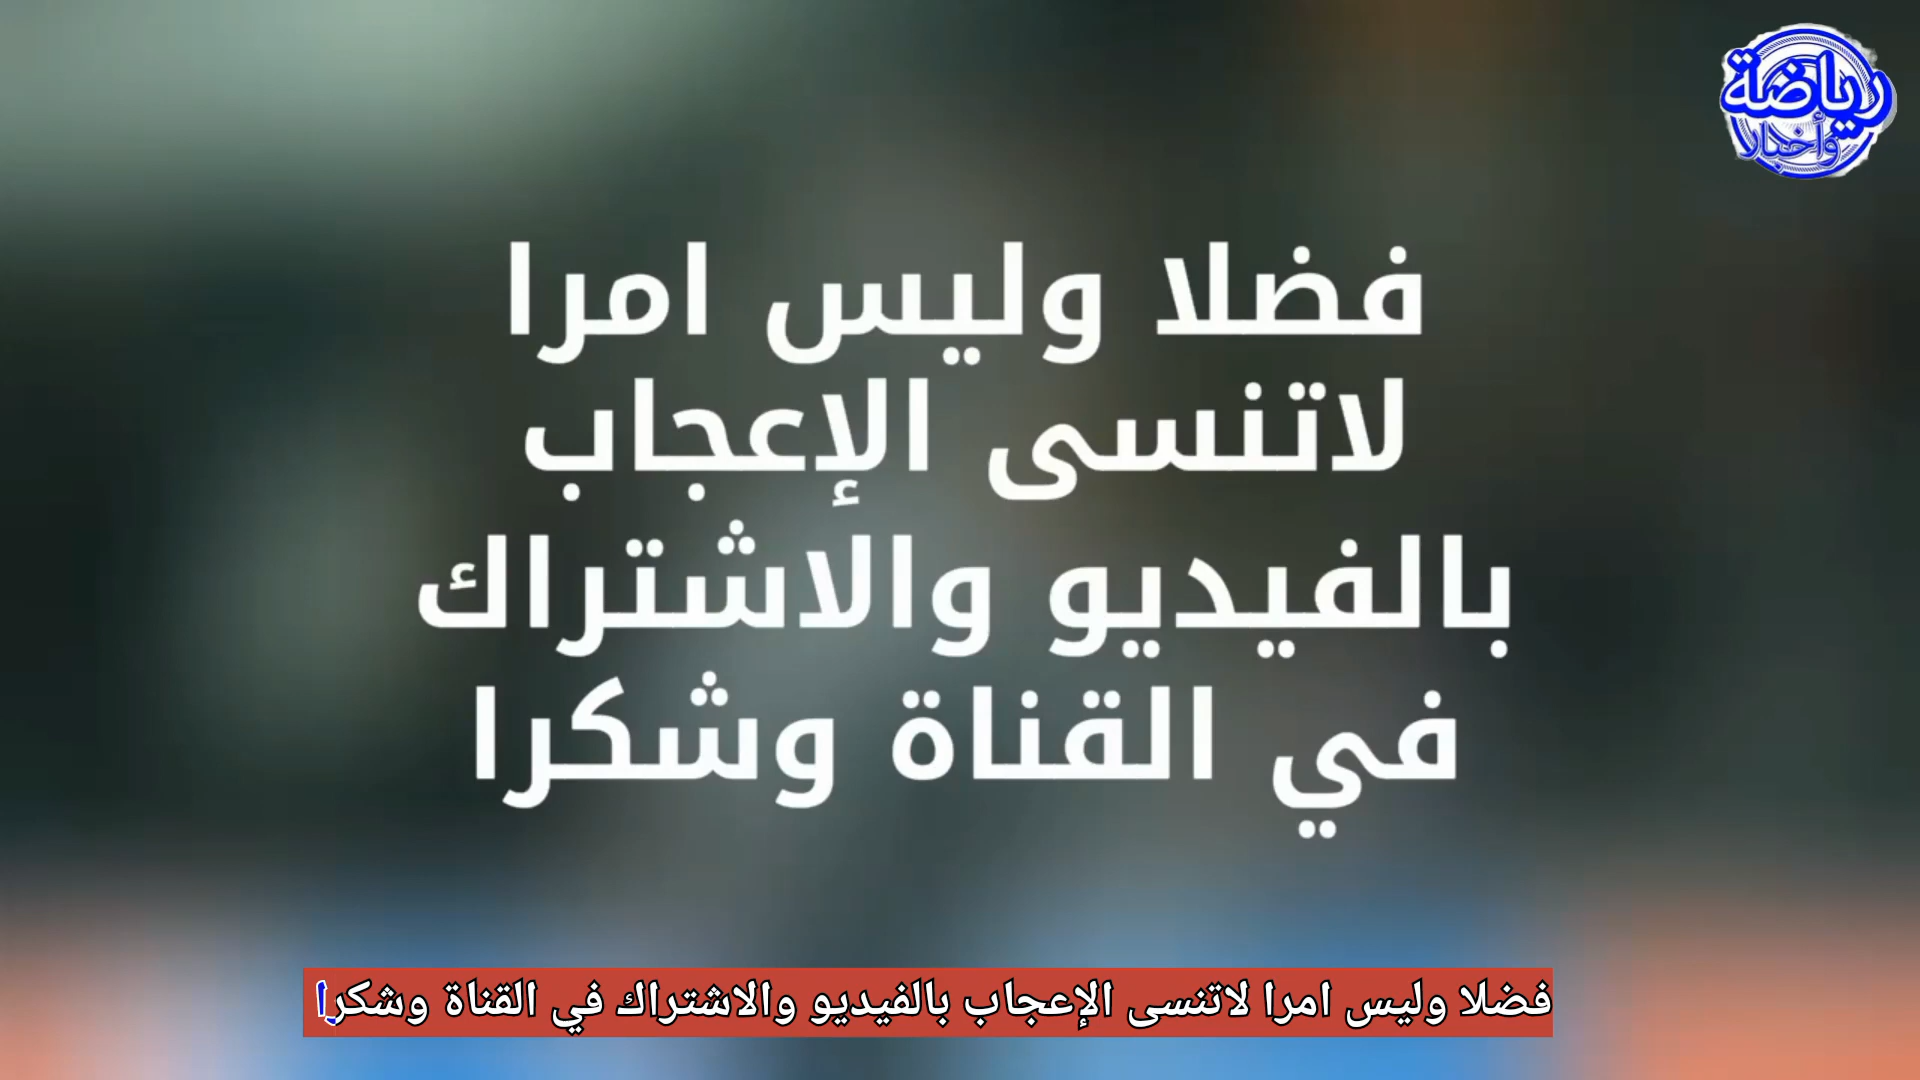 رياضة
وأخبار
فضلا وليس امرا
لاتنسى الإعجاب
بالفيديو والاشتراك
في القناة وشكرا
فضلا وليس امرا لاتنسى الإعجاب بالفيديو والاشتراك في القناة وشكرا